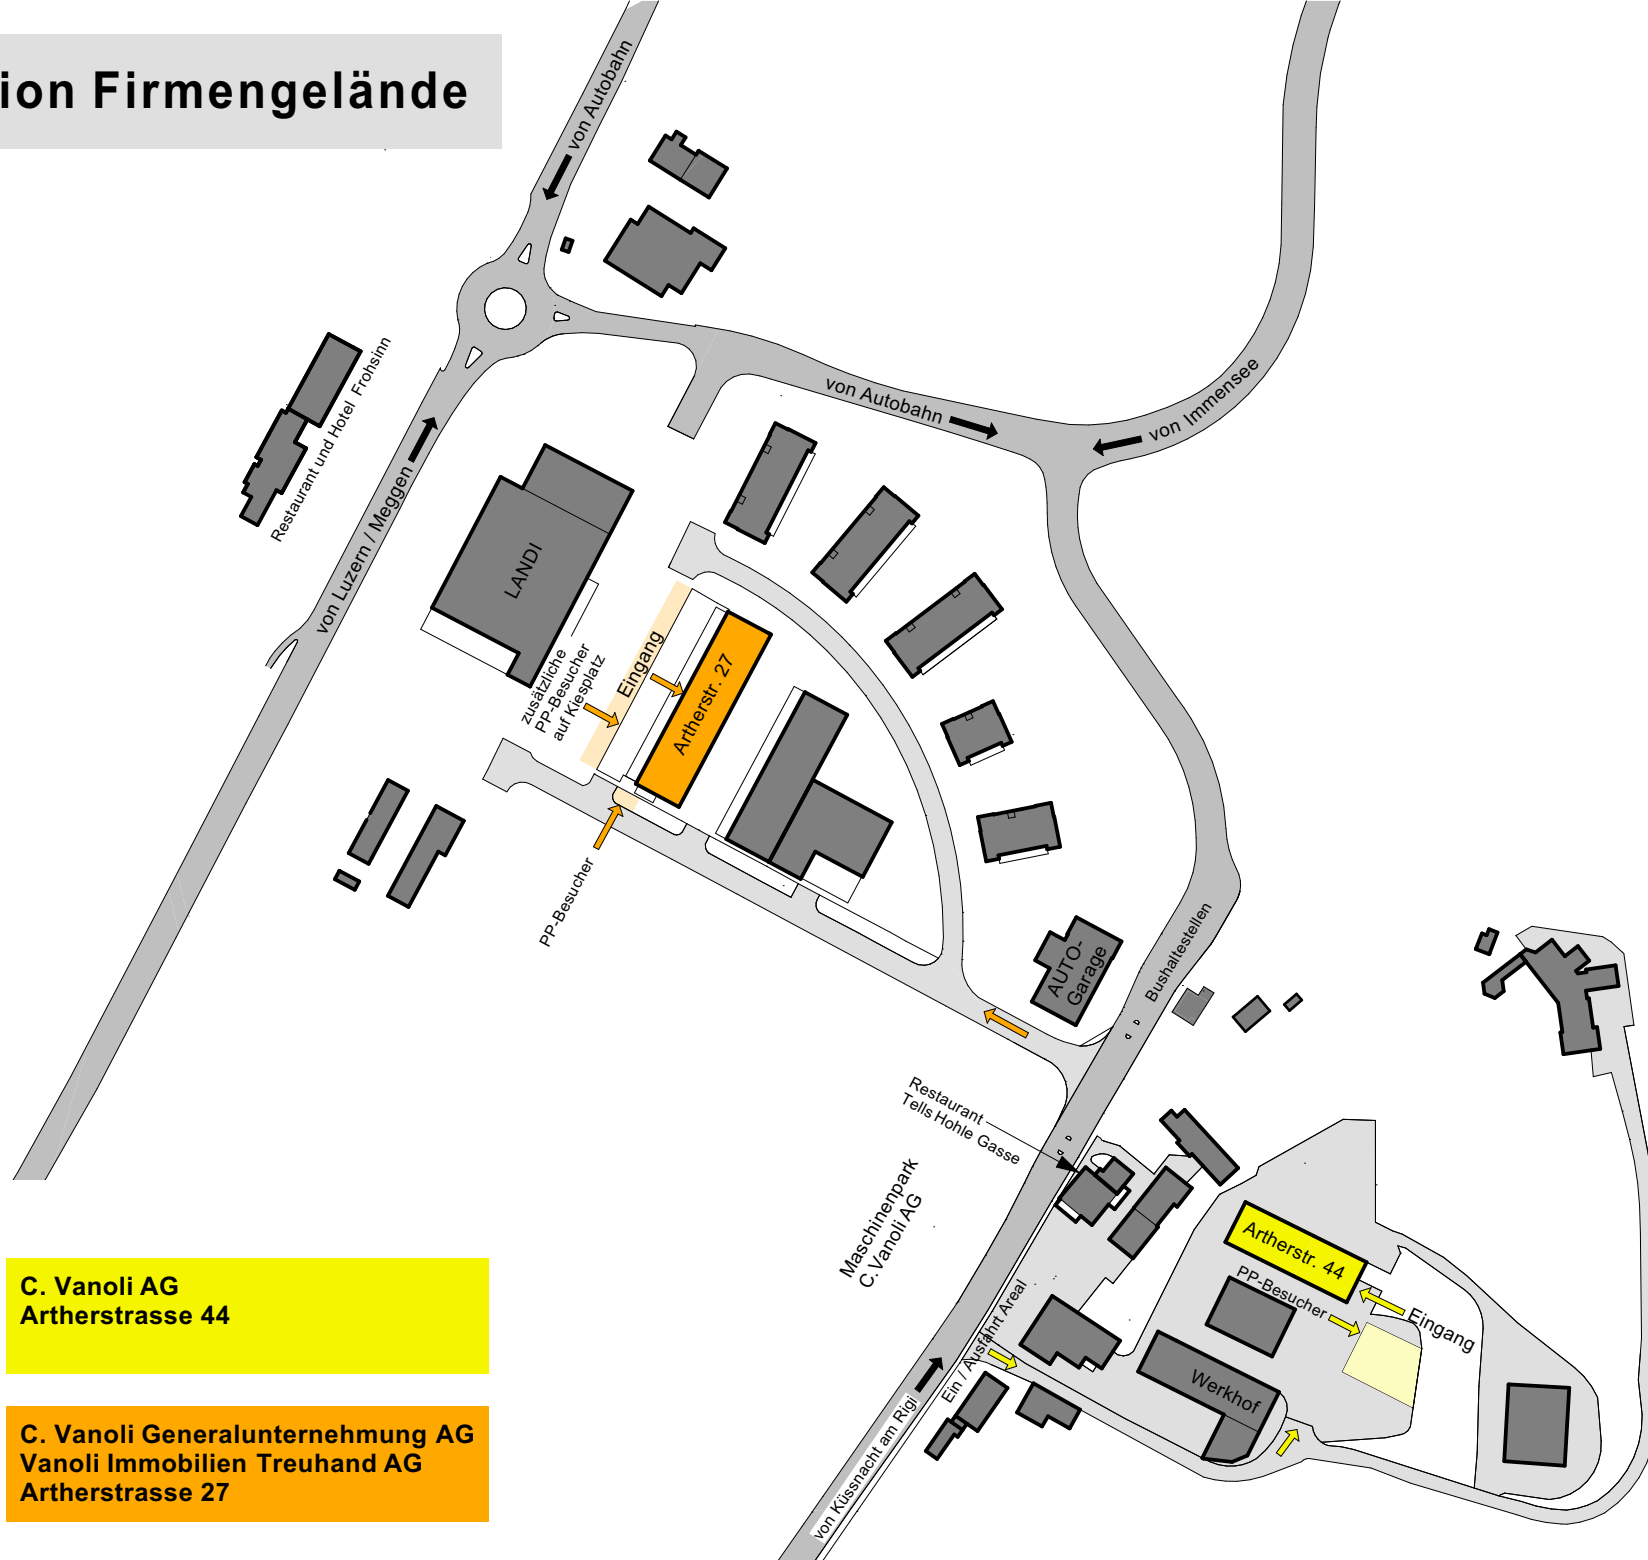 ion Firmengelände
von Autobahn
Restaurant und Hotel Frohsinn
von Luzern / Meggen
von Autobahn
von Immensee
LANDI
zusätzliche
PP-Besucher
auf Kiesplatz
Eingang
Artherstr. 27
PP-Besucher
AUTO-
Garage
Bushaltestellen
Restaurant
Tells Hohle Gasse
Maschinenpark
C. Vanoli AG
Artherstr. 44
PP-Besucher
Eingang
Ein / Ausfahrt Areal
Werkhof
von Küssnacht am Rigi
C. Vanoli AG
Artherstrasse 44
C. Vanoli Generalunternehmung AG
Vanoli Immobilien Treuhand AG
Artherstrasse 27